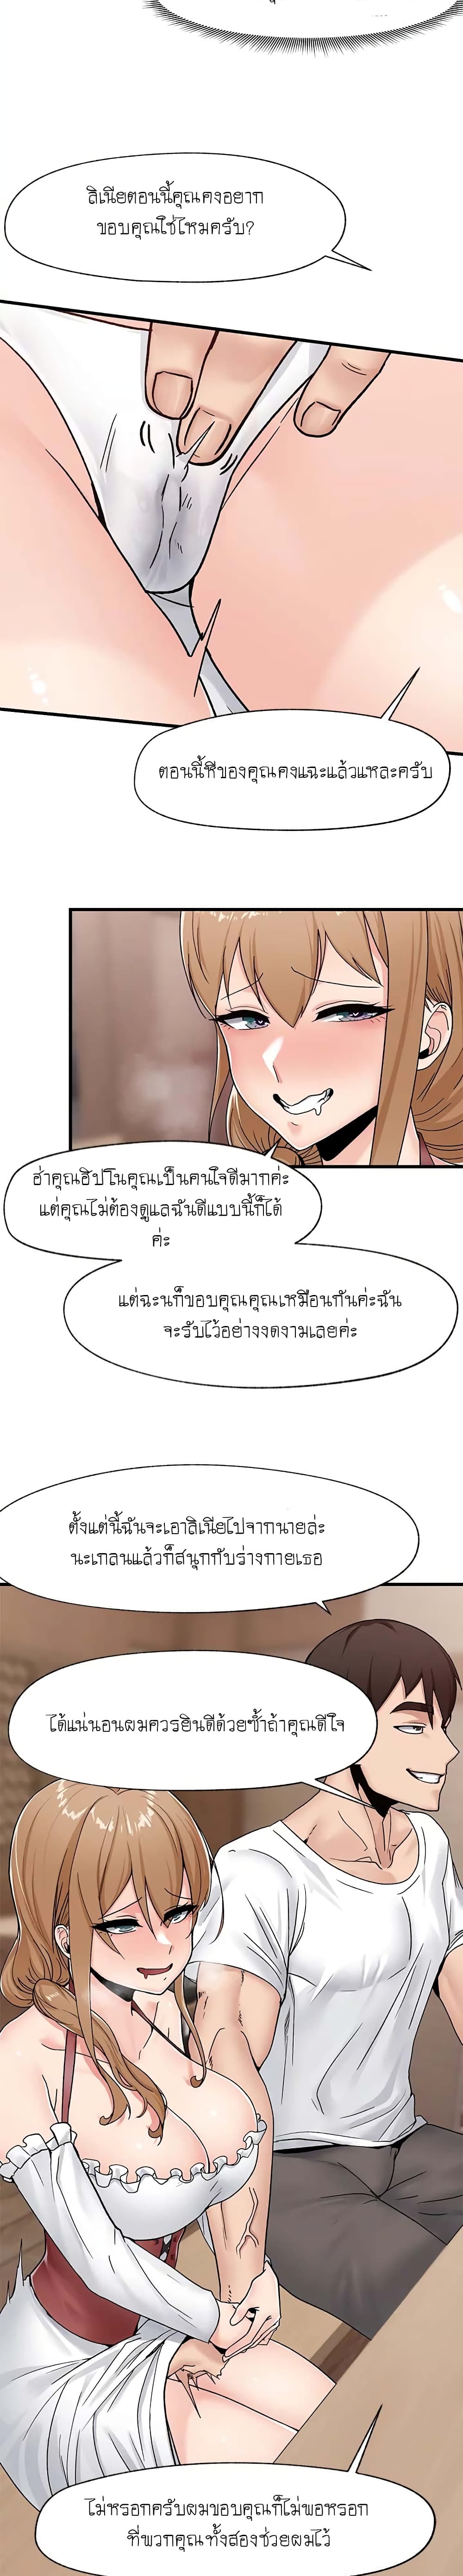 ลิเนียตอนนี้คุณคงอยาก
ขอบคุณใช่ไหมครับ?
ตอนนี้หีของคุณคงแฉะแล้วแหละครับ
ฮ่าคุณฮิปโนคุณเป็นคนใจดีมากค่ะ
แต่คุณไม่ต้องดูแลฉันดีแบบนี้ก็ได้
ค่ะ
แต่ฉะนก็ขอบคุณคุณเหมือนกันค่ะฉัน
จะรับไว้อย่างงดงามเลยค่ะ
ตั้งแต่นี้ฉันจะเอาลิเนียไปจากนายล่ะ
นะเกลนแล้วก็สนุกกับร่างกายเธอ
ได้แน่นอนผมควรยินดีด้วยซ้ำถ้าคุณดีใจ
ไม่หรอกครับผมขอบคุณก็ไม่พอหรอก
ที่พวกคุณทั้งสองช่วยผมไว้